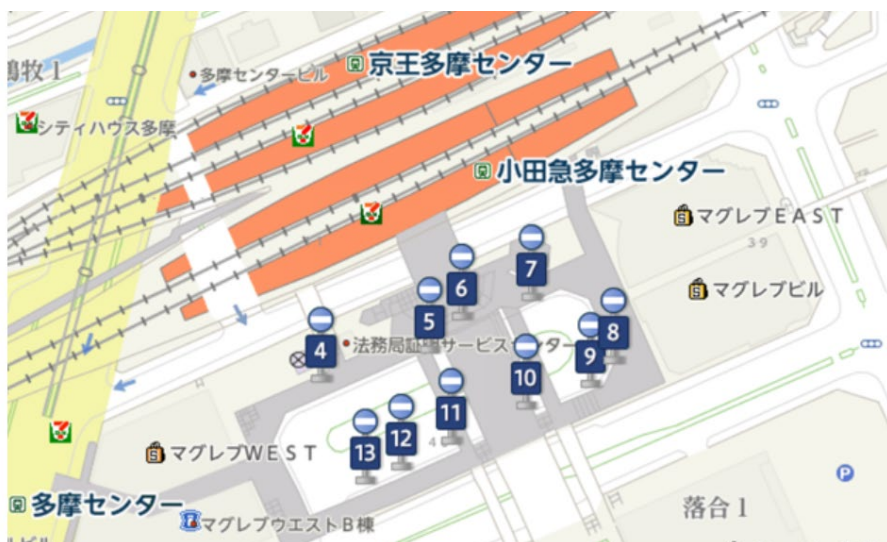 京王多摩センター
多摩センタービル
シティハウス多摩
小田急多摩センター
マグレブEAST
39
マグレブビル
7
6
5
8
4
法務局証明サービスセンター
9
10
11
12
13
4
マグレブWEST
P
多摩センター
落合1
マグレブウエストB棟